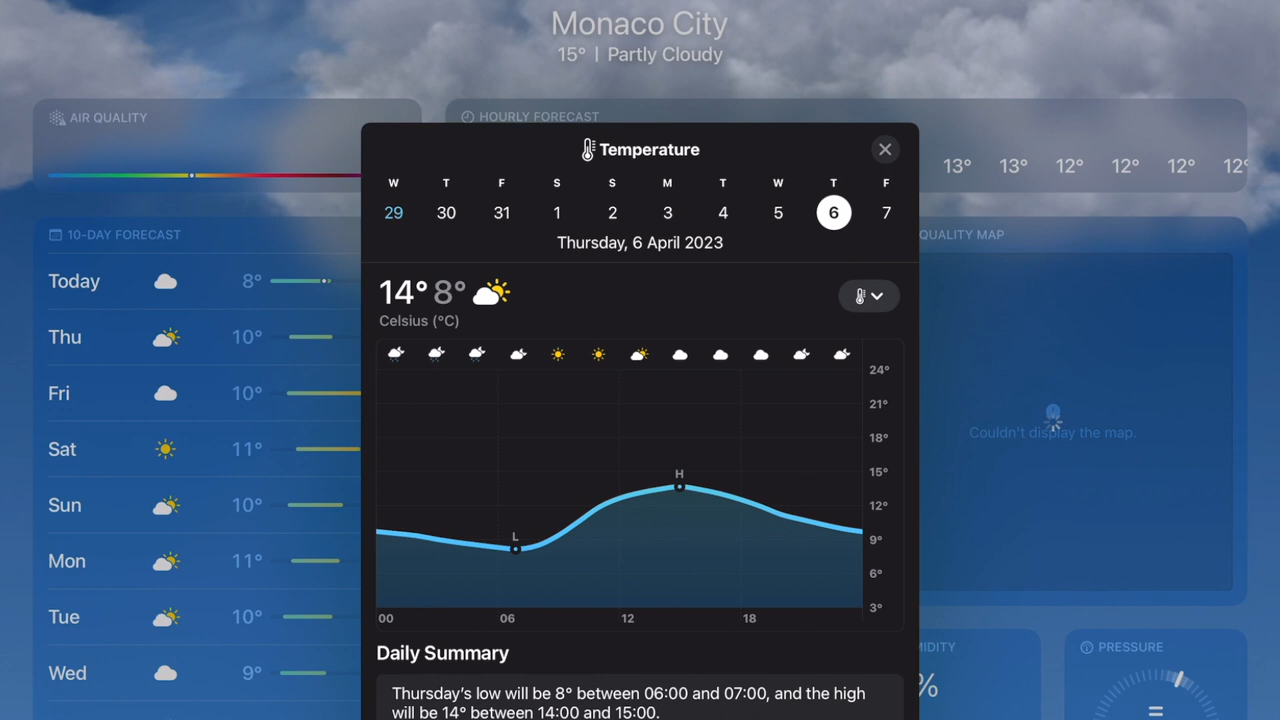 Monaco City
15° | Partly Cloudy
AIR QUALITY
HOURLY FORECAST
13° 13° 12° 12° 12° 12°
10-DAY FORECAST
Today 8°
Thu 10°
Fri 10°
Sat 11°
Sun 10°
Mon 11°
Tue 10°
Wed 9°
Temperature
W T F S S M T W T F
29 30 31 1 2 3 4 5 6 7
Thursday, 6 April 2023
14° 8°
Celsius (°C)
24°
21°
18°
15°
12°
9°
6°
3°
H
L
00 06 12 18
Daily Summary
Thursday's low will be 8° between 06:00 and 07:00, and the high
will be 14° between 14:00 and 15:00.
QUALITY MAP
Couldn't display the map.
MIDITY
%
PRESSURE